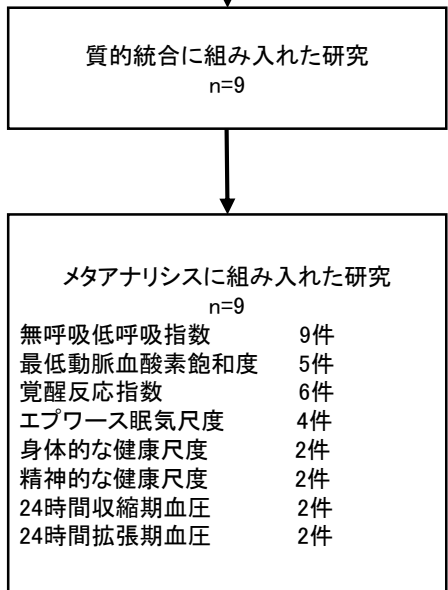 質的統合に組み入れた研究
n=9
メタアナリシスに組み入れた研究
n=9
無呼吸低呼吸指数 9件
最低動脈血酸素飽和度 5件
覚醒反応指数 6件
エプワース眠気尺度 4件
身体的な健康尺度 2件
精神的な健康尺度 2件
24時間収縮期血圧 2件
24時間拡張期血圧 2件